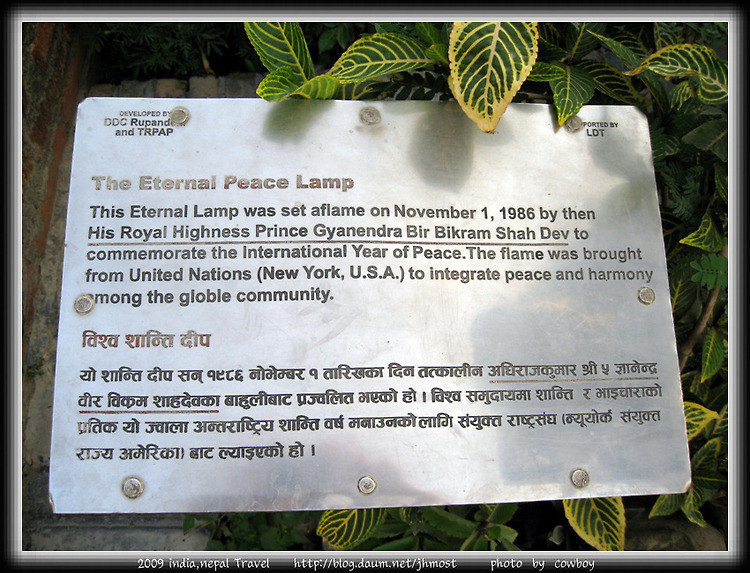 DEVELOPED BY
DDC
and TRPAP
BY
LDT
The Eternal Peace Lamp
This Eternal Lamp was set aflame on November 1, 1986 by then
His Royal Highness Prince Gyanendra Bir Bikram Shah Dev to
commemorate the International Year of Peace.The flame was brought
from United Nations (New York, U.S.A.) to integrate peace and harmony
among the globle community.
विश्व शान्ति दीप
यो शान्ति दीप सन् १९८६ नोभेम्बर १ तारिखका दिन तत्कालीन अधिराजकुमार श्री ५ ज्ञानेन्द्र
वीर विक्रम शाहदेवका बाहुलीबाट प्रज्वलित भएको हो । विश्व समुदायमा शान्ति र भाइचाराको
प्रतिक यो ज्वाला अन्तराष्ट्रिय शान्ति वर्ष मनाउनको लागि संयुक्त राष्ट्रसंघ (न्यूयोर्क संयुक्त
राज्य अमेरिका) बाट ल्याइएको हो ।
2009 india,nepal Travel http://blog.daum.net/jhmost photo by cowboy